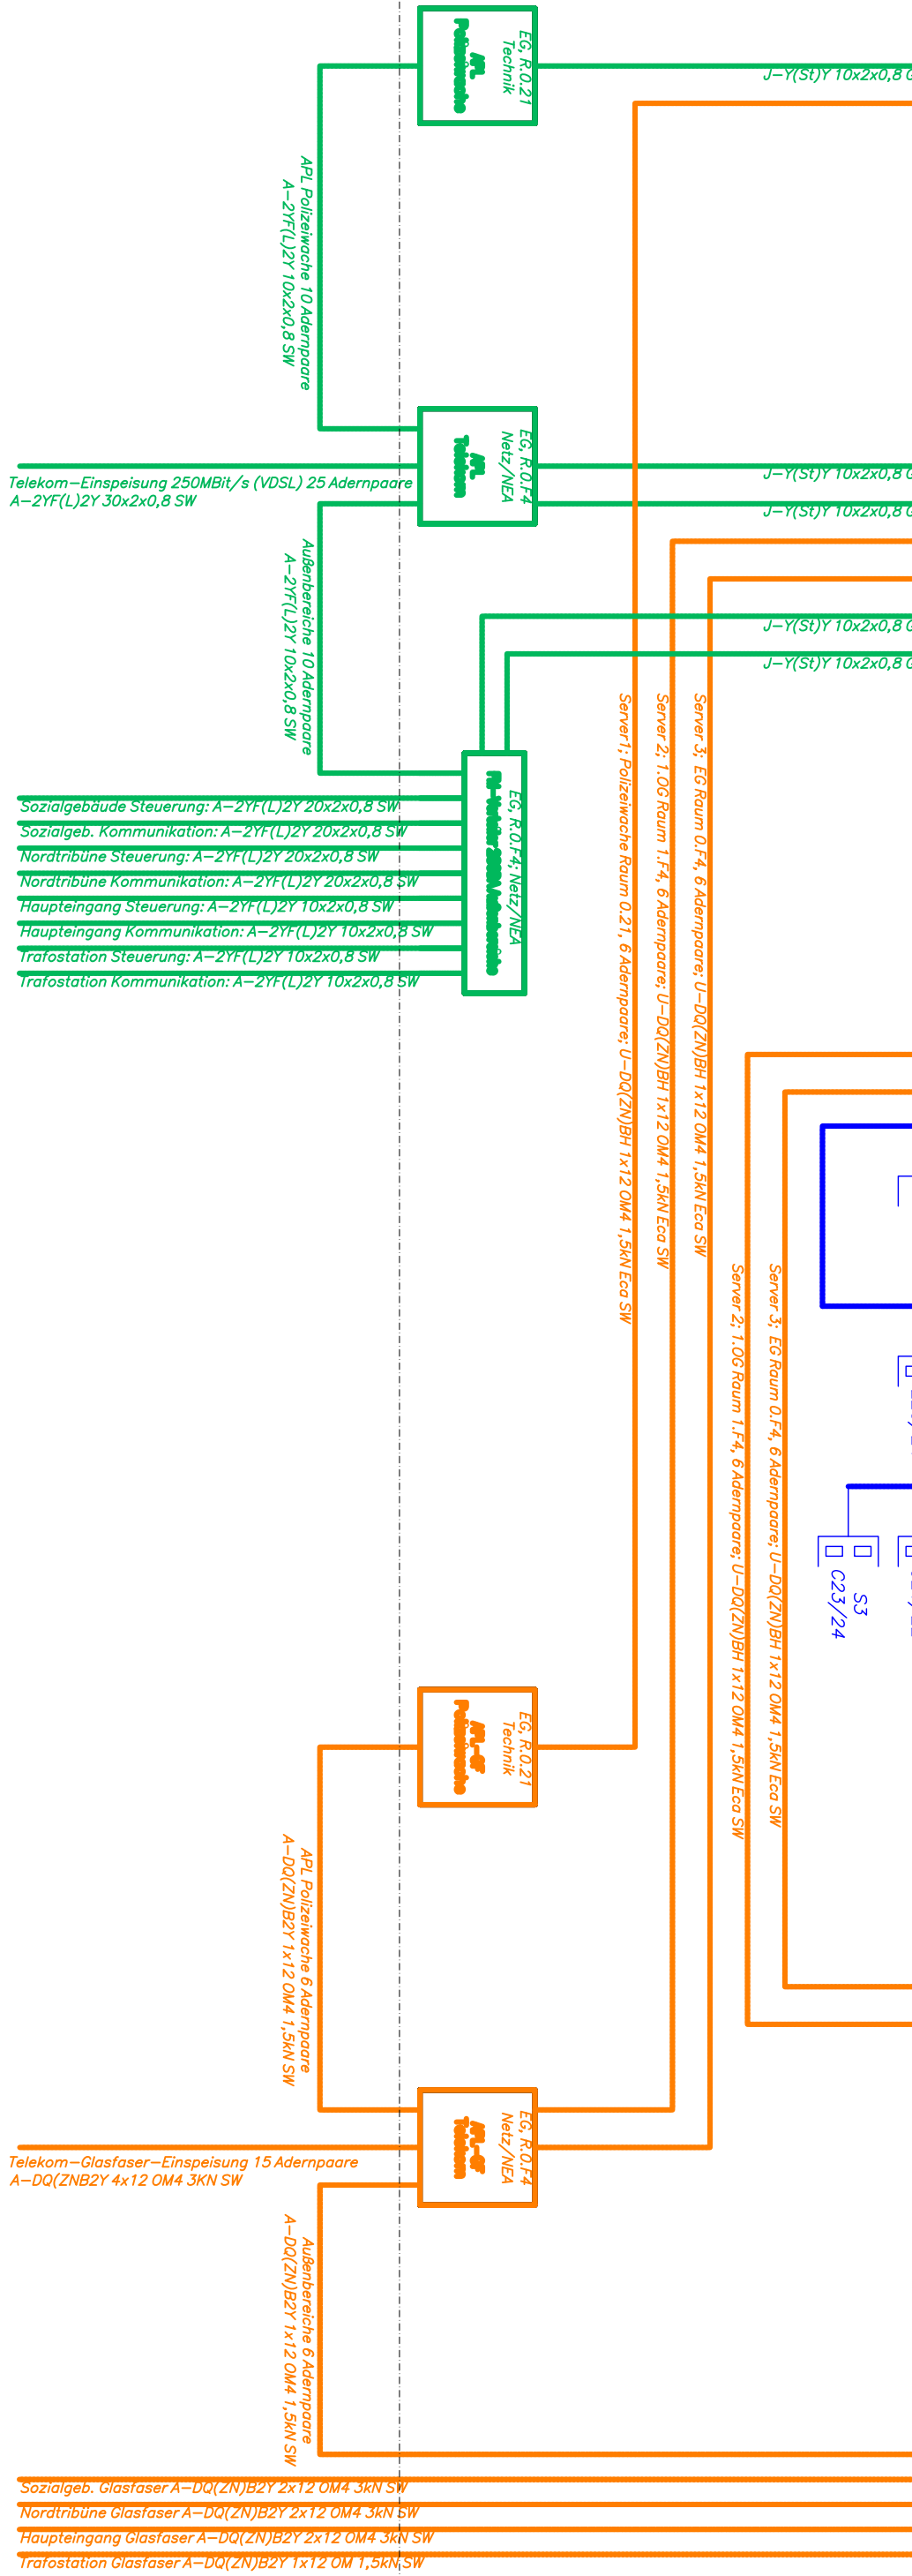 EG, R.0.21
Technik
APL
Polizeiwache
J-Y(St)Y 10x2x0,8
APL Polizeiwache 10 Adernpaare
A-2YF(L)2Y 10x2x0,8 SW
EG, R.0.F4
Netz/NEA
APL
Telekom
J-Y(St)Y 10x2x0,8
J-Y(St)Y 10x2x0,8
Telekom-Einspeisung 250MBit/s (VDSL) 25 Adernpaare
A-2YF(L)2Y 30x2x0,8 SW
Außenbereiche 10 Adernpaare
A-2YF(L)2Y 10x2x0,8 SW
J-Y(St)Y 10x2x0,8
J-Y(St)Y 10x2x0,8
EG, R.0.F4; Netz/NEA
Sozialgebäude Steuerung: A-2YF(L)2Y 20x2x0,8 SW
Sozialgeb. Kommunikation: A-2YF(L)2Y 20x2x0,8 SW
Nordtribüne Steuerung: A-2YF(L)2Y 20x2x0,8 SW
Nordtribüne Kommunikation: A-2YF(L)2Y 20x2x0,8 SW
Haupteingang Steuerung: A-2YF(L)2Y 10x2x0,8 SW
Haupteingang Kommunikation: A-2YF(L)2Y 10x2x0,8 SW
Trafostation Steuerung: A-2YF(L)2Y 10x2x0,8 SW
Trafostation Kommunikation: A-2YF(L)2Y 10x2x0,8 SW
Server1; Polizeiwache Raum 0.21, 6 Adernpaare; U-DQ(ZN)BH 1x12 OM4 1,5kN Eca SW
Server 2; 1.OG Raum 1.F4, 6 Adernpaare; U-DQ(ZN)BH 1x12 OM4 1,5kN Eca SW
Server 3; EG Raum 0.F4, 6 Adernpaare; U-DQ(ZN)BH 1x12 OM4 1,5kN Eca SW
Server 2; 1.OG Raum 1.F4, 6 Adernpaare; U-DQ(ZN)BH 1x12 OM4 1,5kN Eca SW
Server 3; EG Raum 0.F4, 6 Adernpaare; U-DQ(ZN)BH 1x12 OM4 1,5kN Eca SW
S3
C23/24
EG, R.0.21
Technik
APL-GF
Polizeiwache
APL Polizeiwache 6 Adernpaare
A-DQ(ZN)B2Y 1x12 OM4 1,5kN SW
EG, R.0.F4
Netz/NEA
APL-GF
Telekom
Telekom-Glasfaser-Einspeisung 15 Adernpaare
A-DQ(ZNB2Y 4x12 OM4 3KN SW
Außenbereiche 6 Adernpaare
A-DQ(ZN)B2Y 1x12 OM4 1,5kN SW
Sozialgeb. Glasfaser A-DQ(ZN)B2Y 2x12 OM4 3kN SW
Nordtribüne Glasfaser A-DQ(ZN)B2Y 2x12 OM4 3kN SW
Haupteingang Glasfaser A-DQ(ZN)B2Y 2x12 OM4 3kN SW
Trafostation Glasfaser A-DQ(ZN)B2Y 1x12 OM 1,5kN SW